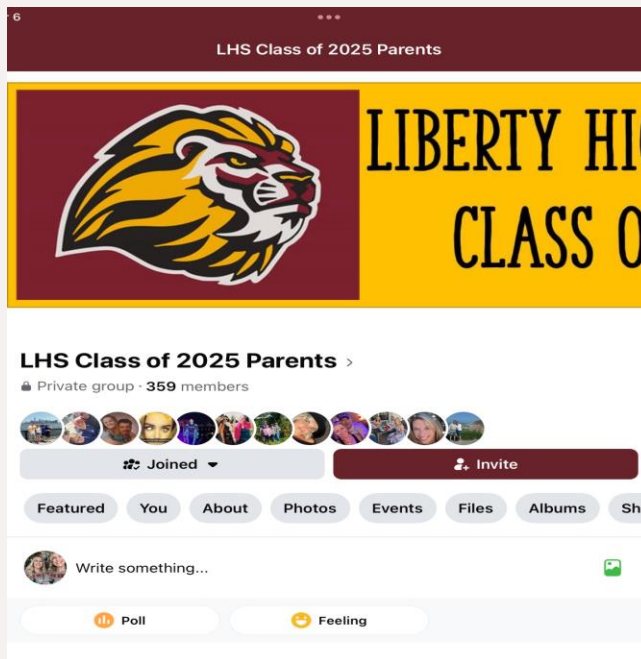 6
LHS Class of 2025 Parents
LIBERTY HI
CLASS O
LHS Class of 2025 Parents
Private group · 359 members
Joined
Invite
Featured You About Photos Events Files Albums Sh
Write something...
Poll Feeling